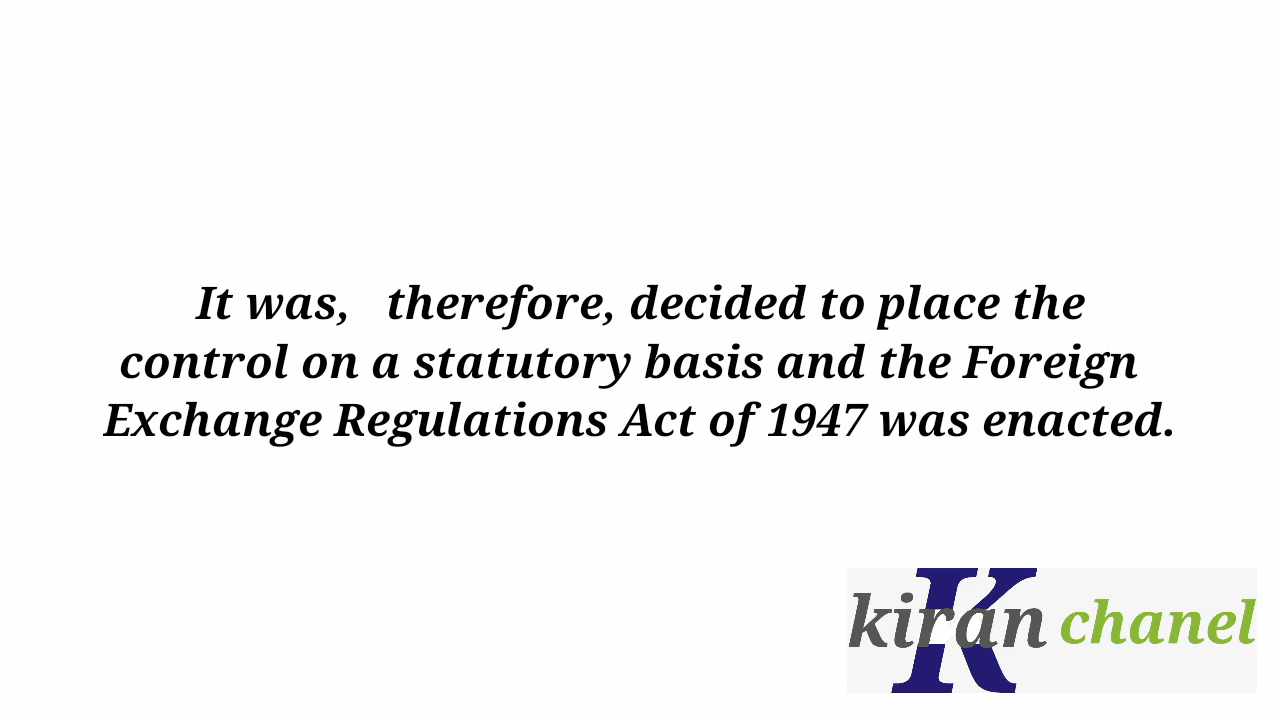 It was,   therefore, decided to place the
control on a statutory basis and the Foreign
Exchange Regulations Act of 1947 was enacted.
K
kiran chanel